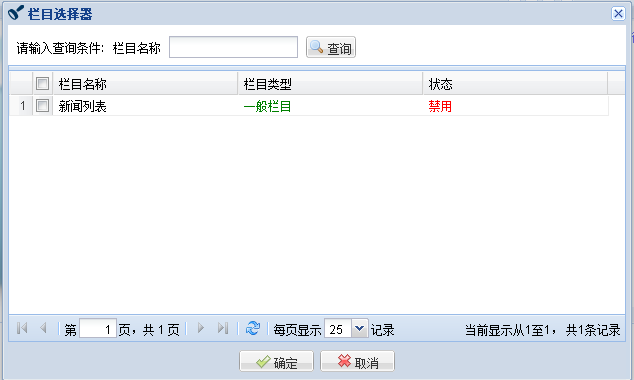 栏目选择器
请输入查询条件: 栏目名称 查询
栏目名称 栏目类型 状态
1 新闻列表 一般栏目 禁用
第 1 页, 共 1 页 每页显示 25 记录 当前显示从1至1, 共1条记录
确定 取消